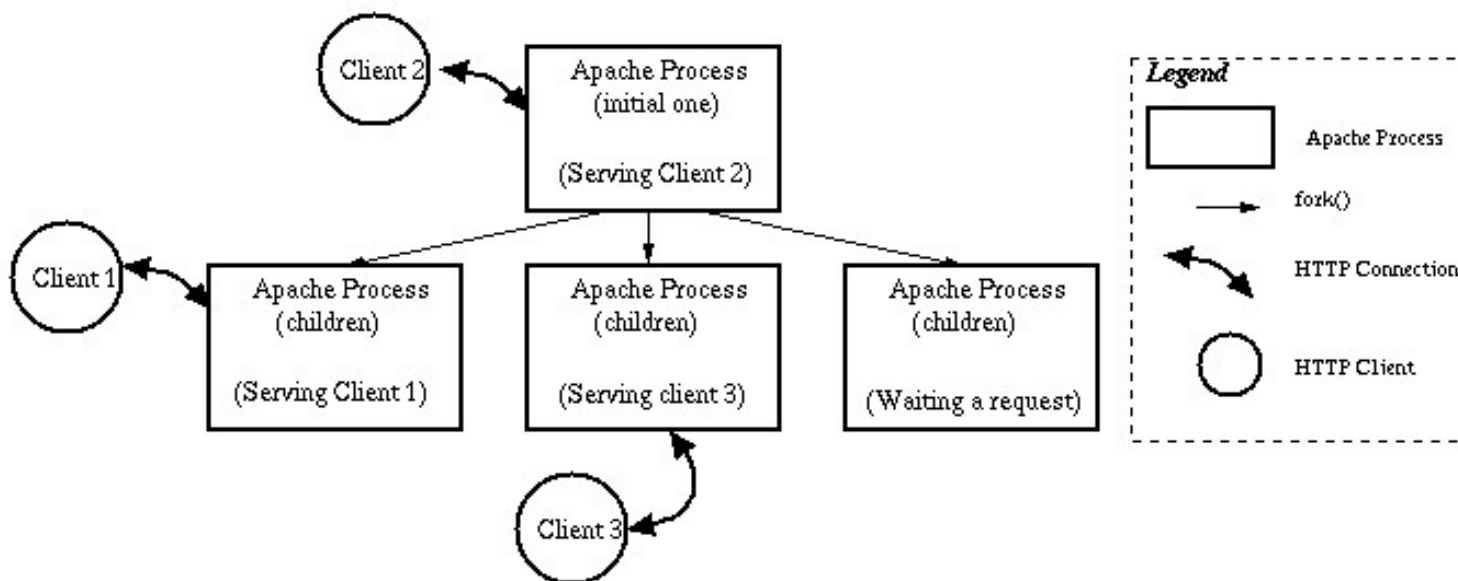 Client 2
Apache Process
(initial one)
(Serving Client 2)
Client 1
Apache Process
(children)
(Serving Client 1)
Apache Process
(children)
(Serving client 3)
Apache Process
(children)
(Waiting a request)
Client 3
Legend
Apache Process
fork()
HTTP Connection
HTTP Client